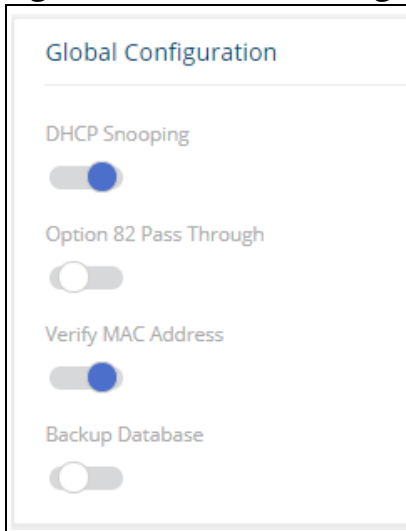 Global Configuration
DHCP Snooping
Option 82 Pass Through
Verify MAC Address
Backup Database